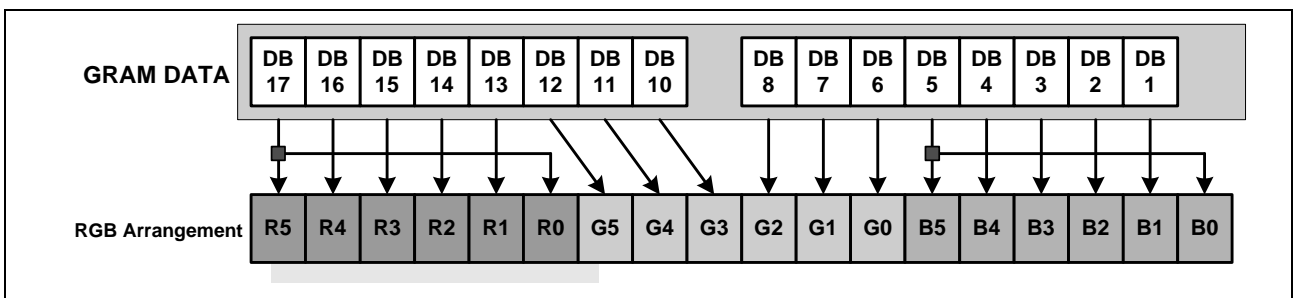 GRAM DATA
DB 17 DB 16 DB 15 DB 14 DB 13 DB 12 DB 11 DB 10 DB 8 DB 7 DB 6 DB 5 DB 4 DB 3 DB 2 DB 1
RGB Arrangement
R5 R4 R3 R2 R1 R0 G5 G4 G3 G2 G1 G0 B5 B4 B3 B2 B1 B0